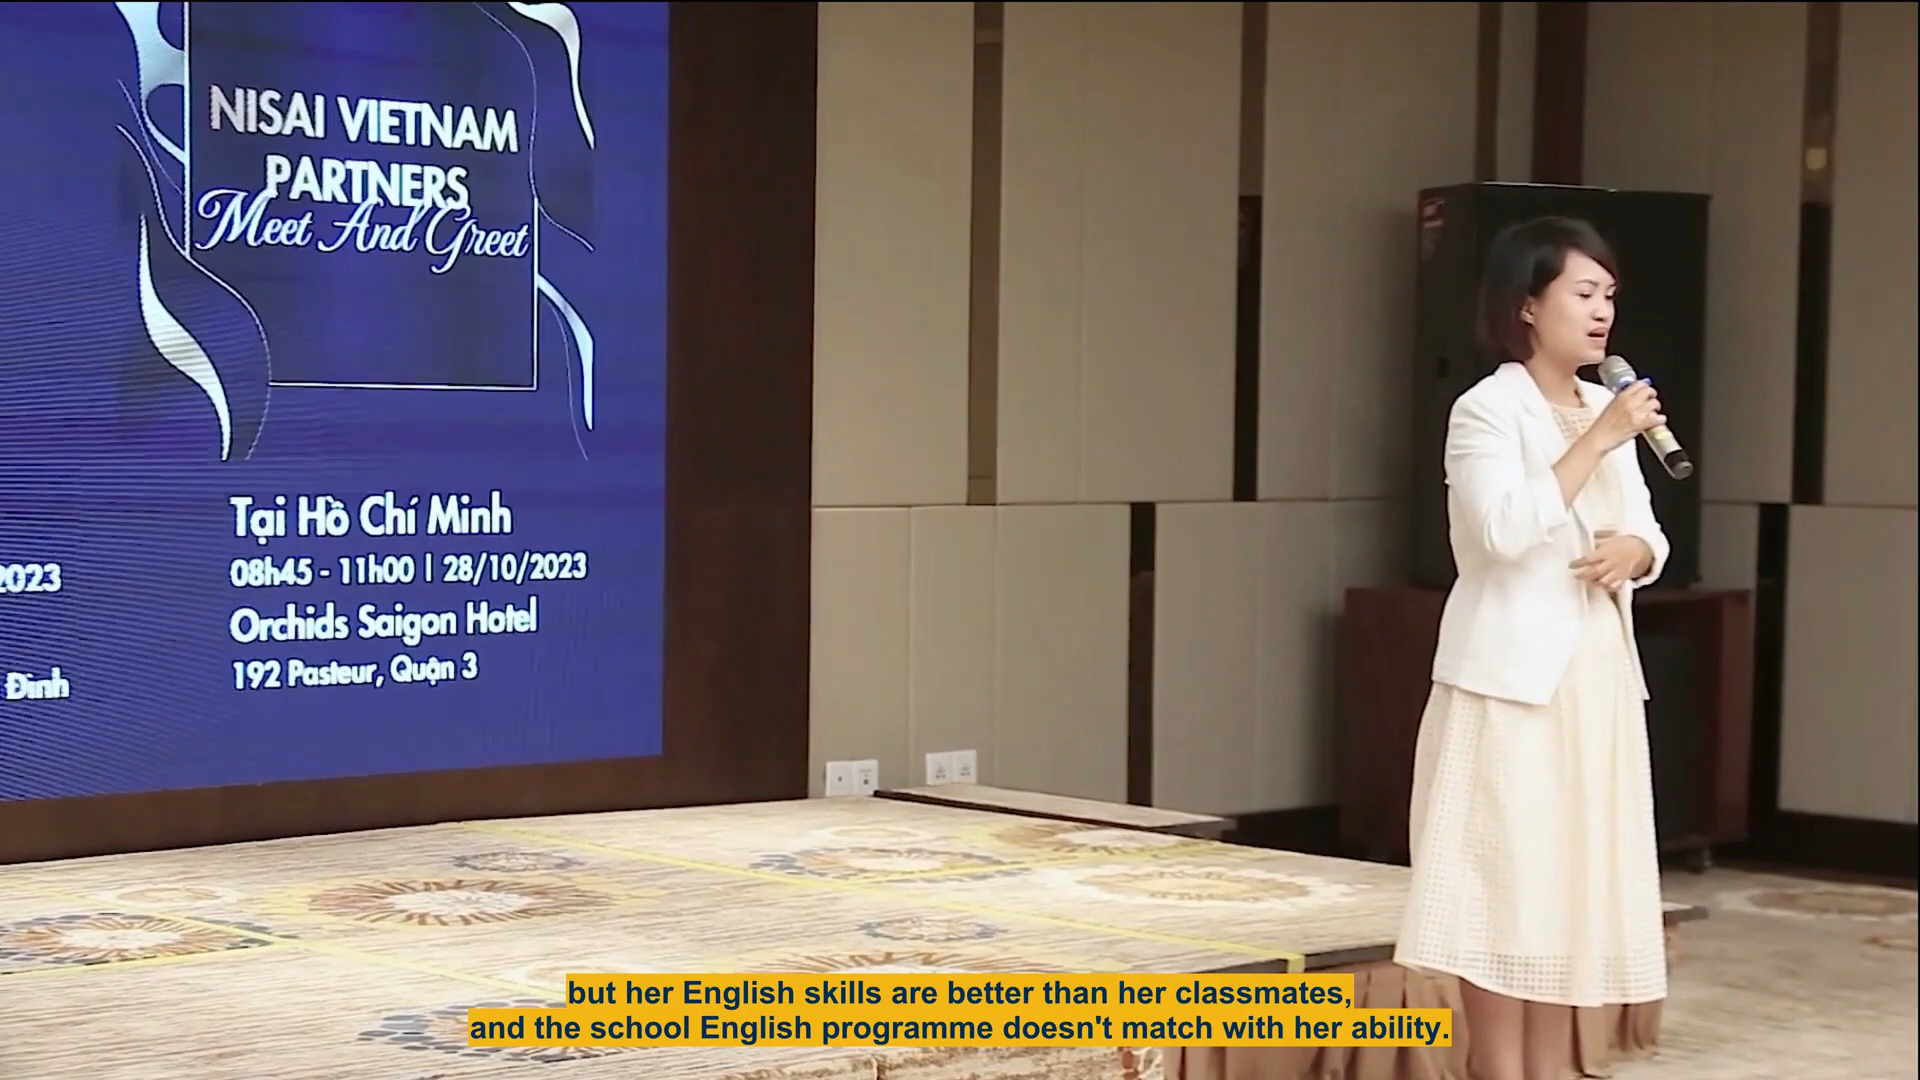 NISAI VIETNAM
PARTNERS
Meet And Greet
2023
Đình
Tại Hồ Chí Minh
08h45 - 11h00 | 28/10/2023
Orchids Saigon Hotel
192 Pasteur, Quận 3
but her English skills are better than her classmates,
and the school English programme doesn't match with her ability.